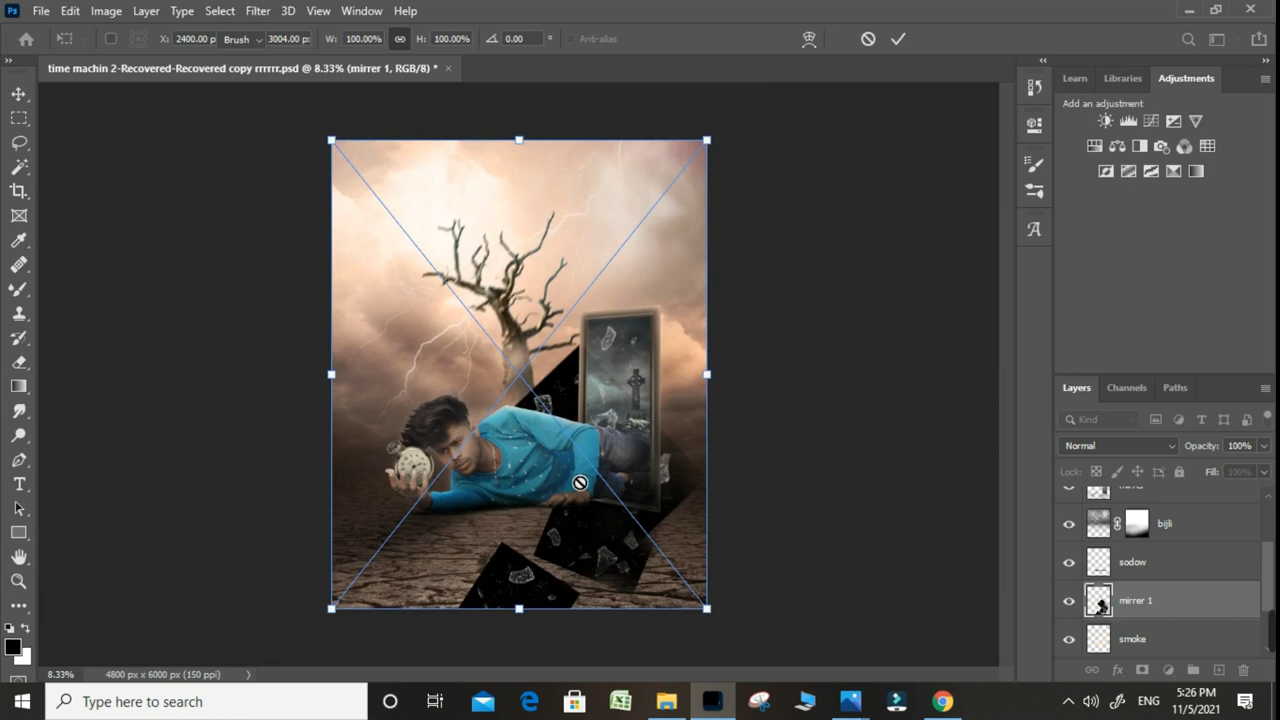 Ps File Edit Image Layer Type Select Filter 3D View Window Help
X: 2400.00 p Brush 3004.00 p W: 100.00% H: 100.00% 0.00 ° Anti-alias
time machin 2-Recovered-Recovered copy rrrrrr.psd @ 8.33% (mirrer 1, RGB/8) *
Learn Libraries Adjustments
Add an adjustment
Layers Channels Paths
Kind
Normal Opacity: 100%
Lock: Fill: 100%
bijli
sodow
mirrer 1
smoke
8.33% 4800 px x 6000 px (150 ppi)
Type here to search
ENG
5:26 PM
11/5/2021